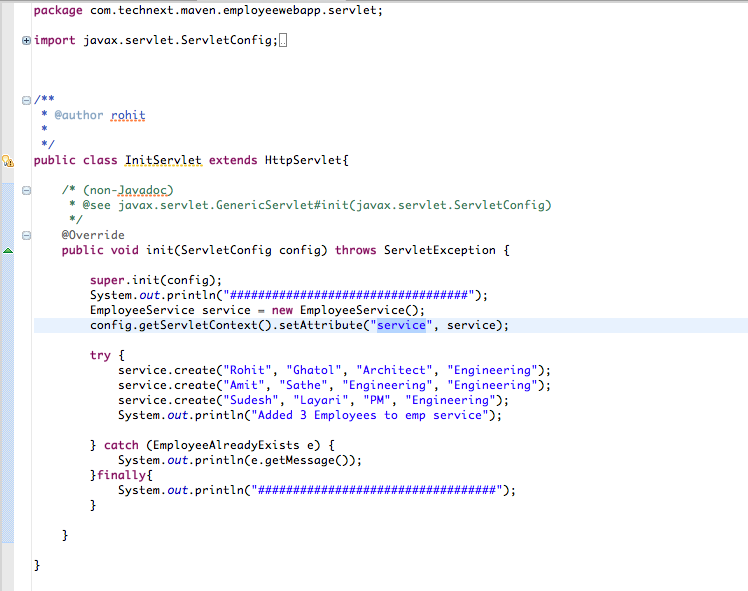 package com.technext.maven.employeewebapp.servlet;
import javax.servlet.ServletConfig;
/**
 * @author rohit
 *
 */
public class InitServlet extends HttpServlet{
    /* (non-Javadoc)
     * @see javax.servlet.GenericServlet#init(javax.servlet.ServletConfig)
     */
    @Override
    public void init(ServletConfig config) throws ServletException {
        super.init(config);
        System.out.println("##################################");
        EmployeeService service = new EmployeeService();
        config.getServletContext().setAttribute("service", service);
        try {
            service.create("Rohit", "Ghatol", "Architect", "Engineering");
            service.create("Amit", "Sathe", "Engineering", "Engineering");
            service.create("Sudesh", "Layari", "PM", "Engineering");
            System.out.println("Added 3 Employees to emp service");
        } catch (EmployeeAlreadyExists e) {
            System.out.println(e.getMessage());
        }finally{
            System.out.println("##################################");
        }
    }
}